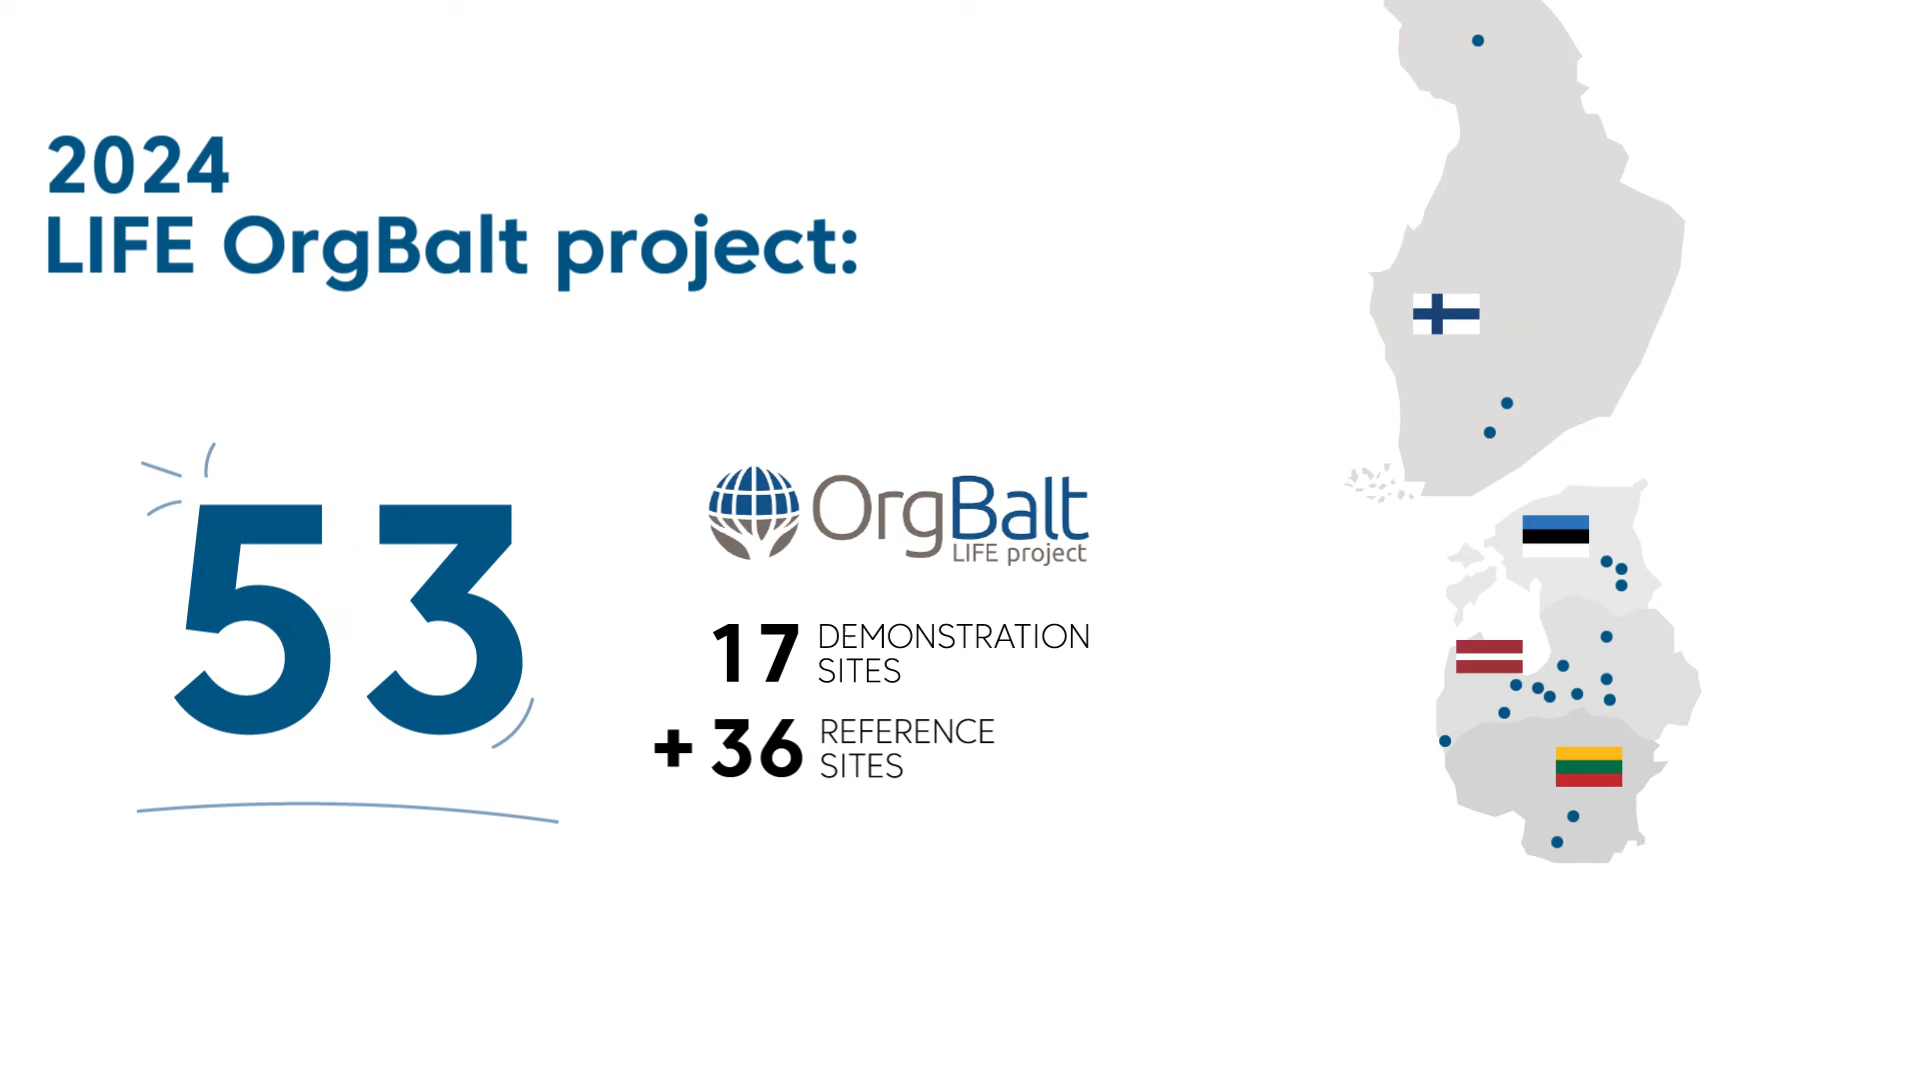 2024
LIFE OrgBalt project:
53
OrgBalt
LIFE project
17 DEMONSTRATION
SITES
+ 36 REFERENCE
SITES